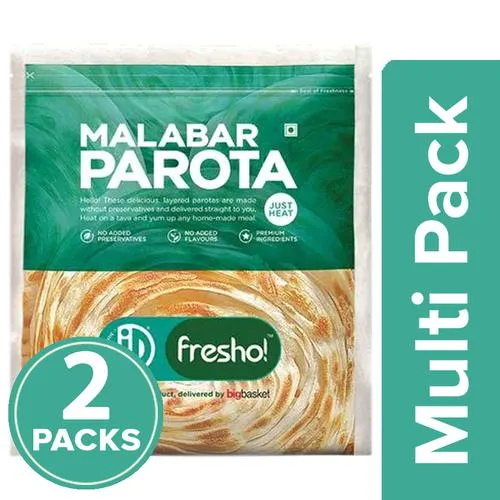 Seal of Freshness
MALABAR
PAROTA
Hello! These delicious, layered parotas are made
without preservatives and delivered straight to you.
Heat on a tava and yum up any home-made meal.
JUST
HEAT
NO ADDED
PRESERVATIVES
NO ADDED
FLAVOURS
PREMIUM
INGREDIENTS
iD
fresho!
duct, delivered by bigbasket
2
PACKS
Multi Pack